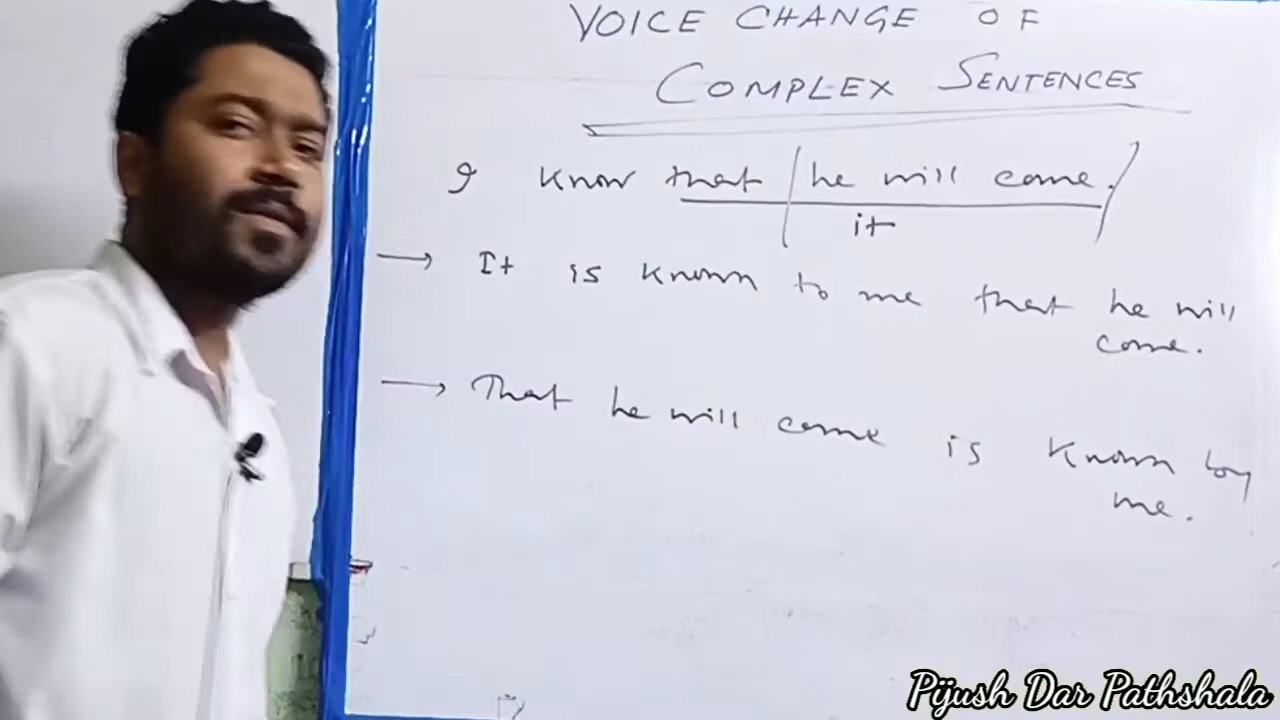 VOICE CHANGE OF
COMPLEX SENTENCES
I know that he will come.
it
→ It is known to me that he will
come.
→ That he will come is known by
me.
Pijush Dar Pathshala